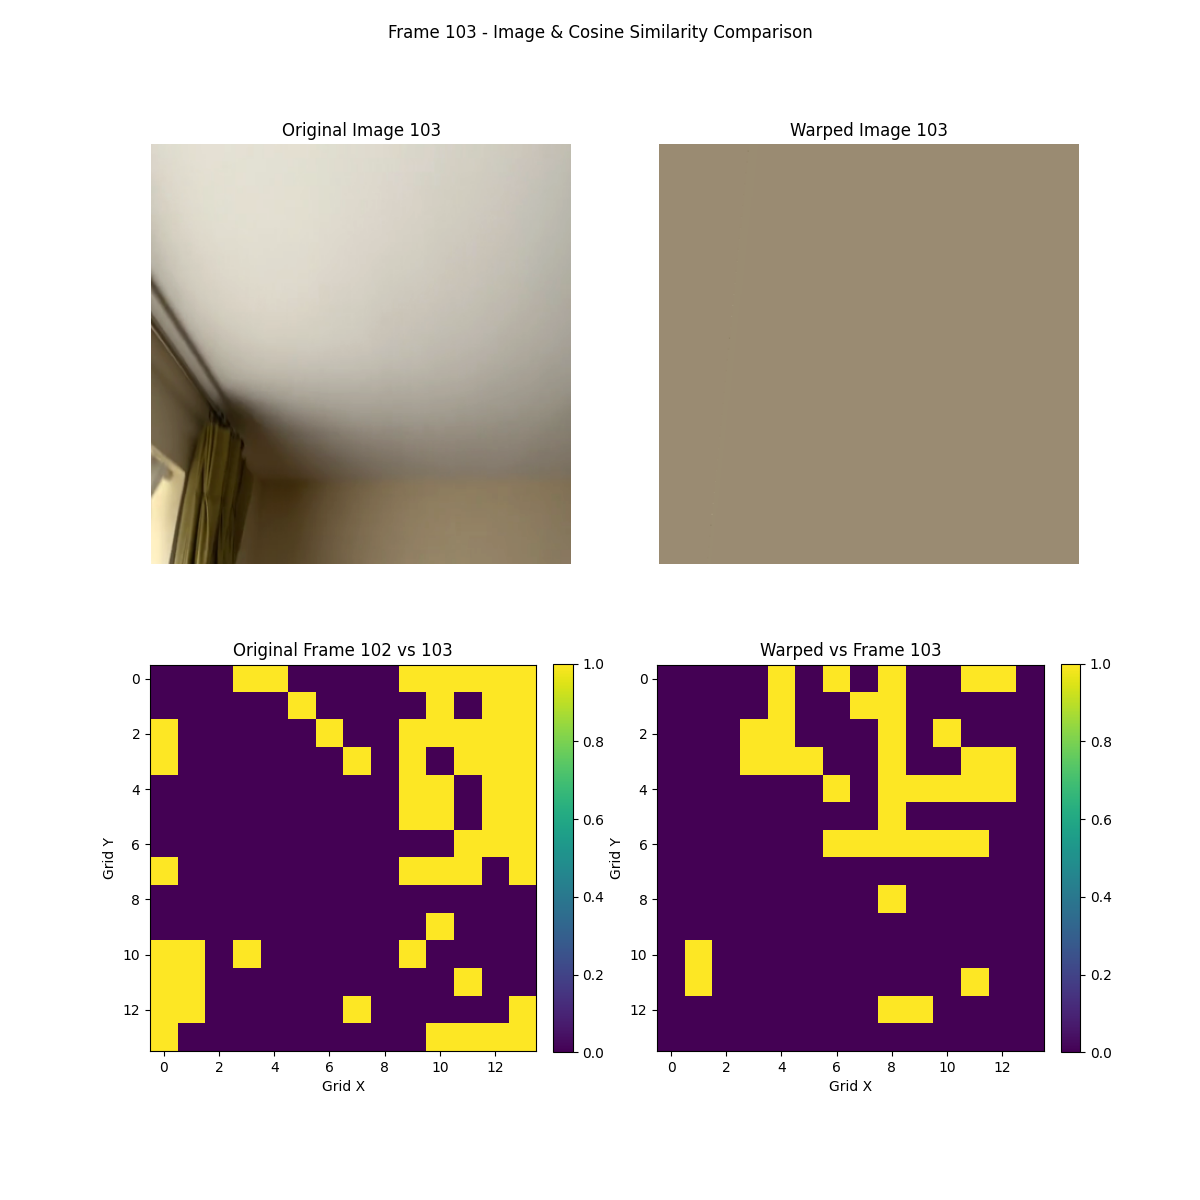 Frame 103 - Image & Cosine Similarity Comparison
Original Image 103
Warped Image 103
Original Frame 102 vs 103
Warped vs Frame 103
0
2
4
6
8
10
12
Grid Y
0 2 4 6 8 10 12
Grid X
1.0
0.8
0.6
0.4
0.2
0.0
0
2
4
6
8
10
12
Grid Y
0 2 4 6 8 10 12
Grid X
1.0
0.8
0.6
0.4
0.2
0.0